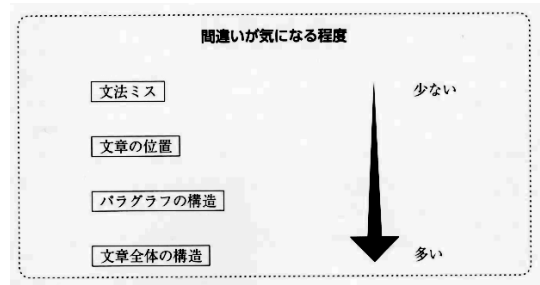 間違いが気になる程度
文法ミス
少ない
文章の位置
パラグラフの構造
文章全体の構造
多い